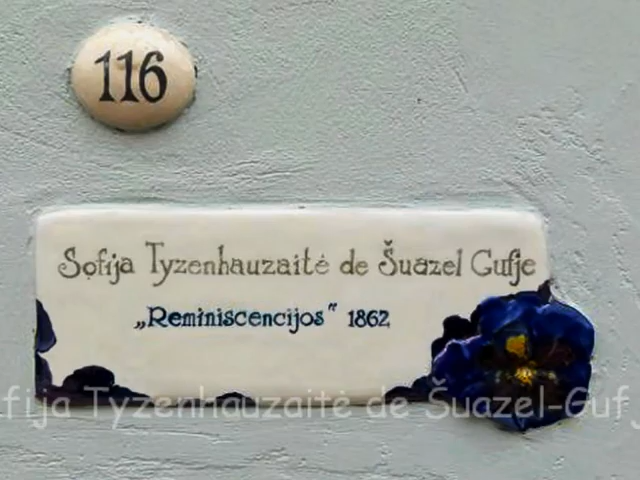 116
Sofija Tyzenhauzaitė de Šuazel Gufje
„Reminiscencijos" 1862
fija Tyzenhauzaitė de Šuazel-Gufj